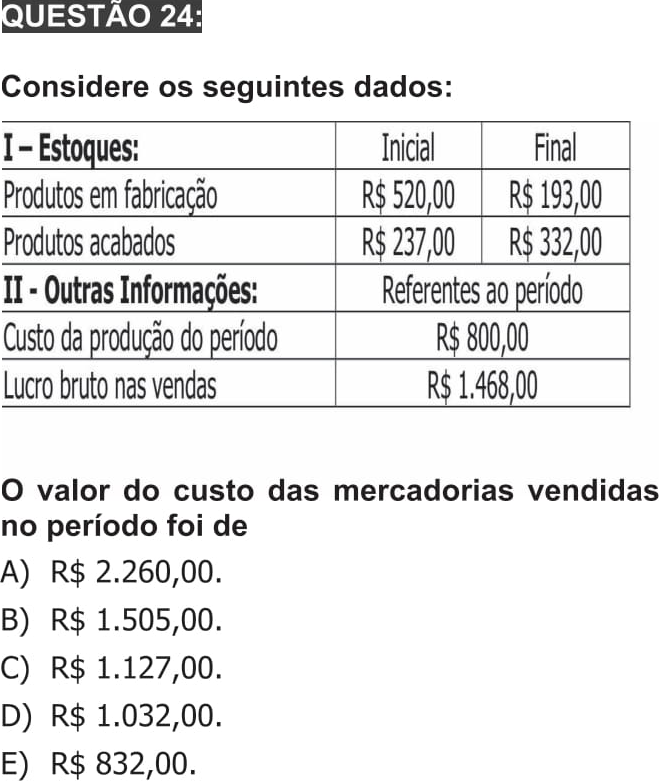 QUESTÃO 24:
Considere os seguintes dados:
I – Estoques: Inicial Final
Produtos em fabricação R$ 520,00 R$ 193,00
Produtos acabados R$ 237,00 R$ 332,00
II - Outras Informações: Referentes ao período
Custo da produção do período R$ 800,00
Lucro bruto nas vendas R$ 1.468,00
O valor do custo das mercadorias vendidas
no período foi de
A) R$ 2.260,00.
B) R$ 1.505,00.
C) R$ 1.127,00.
D) R$ 1.032,00.
E) R$ 832,00.